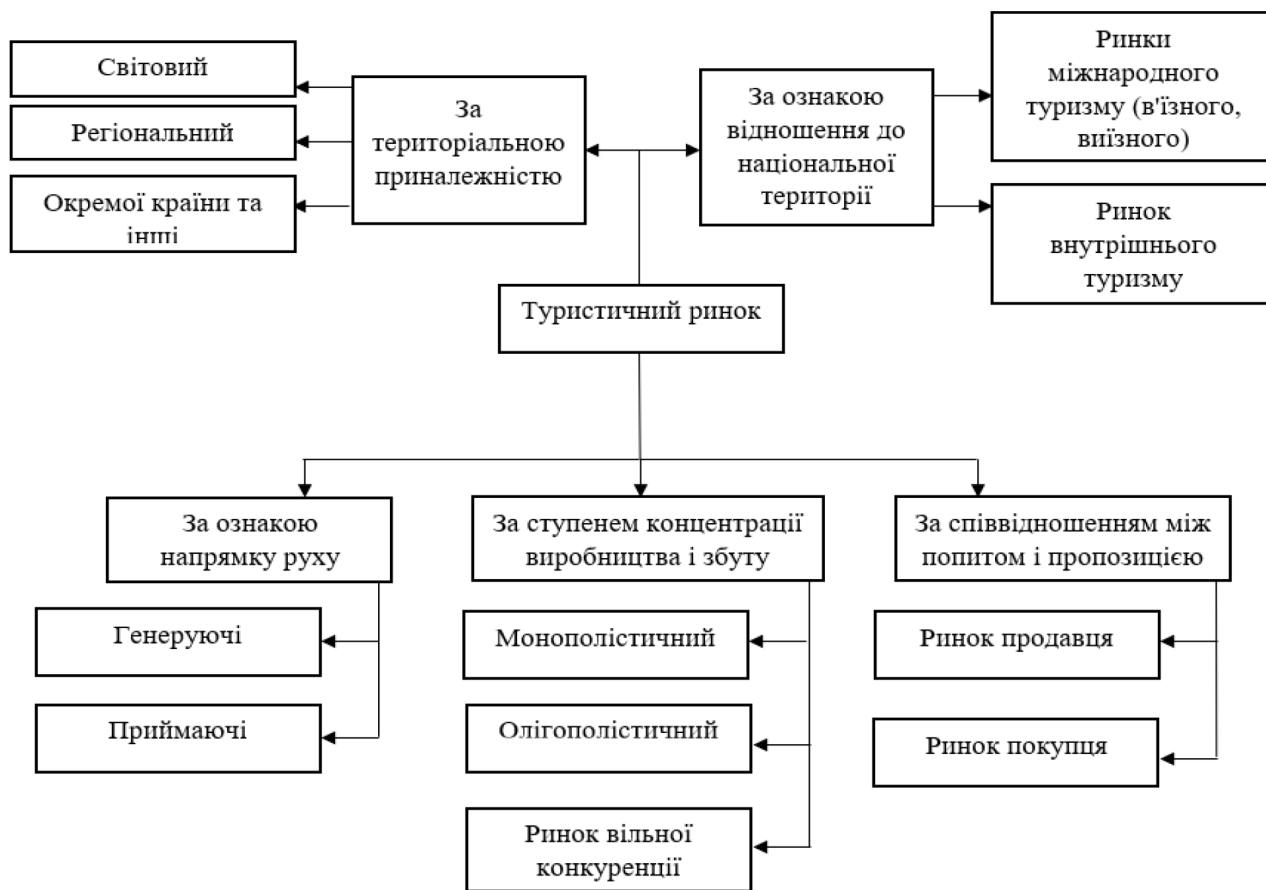 Світовий
Регіональний
Окремої країни та
інші
За
територіальною
приналежністю
За ознакою
відношення до
національної
території
Ринки
міжнародного
туризму (в'їзного,
виїзного)
Ринок
внутрішнього
туризму
Туристичний ринок
За ознакою
напрямку руху
Генеруючі
Приймаючі
За ступенем концентрації
виробництва і збуту
Монополістичний
Олігополістичний
Ринок вільної
конкуренції
За співвідношенням між
попитом і пропозицією
Ринок продавця
Ринок покупця